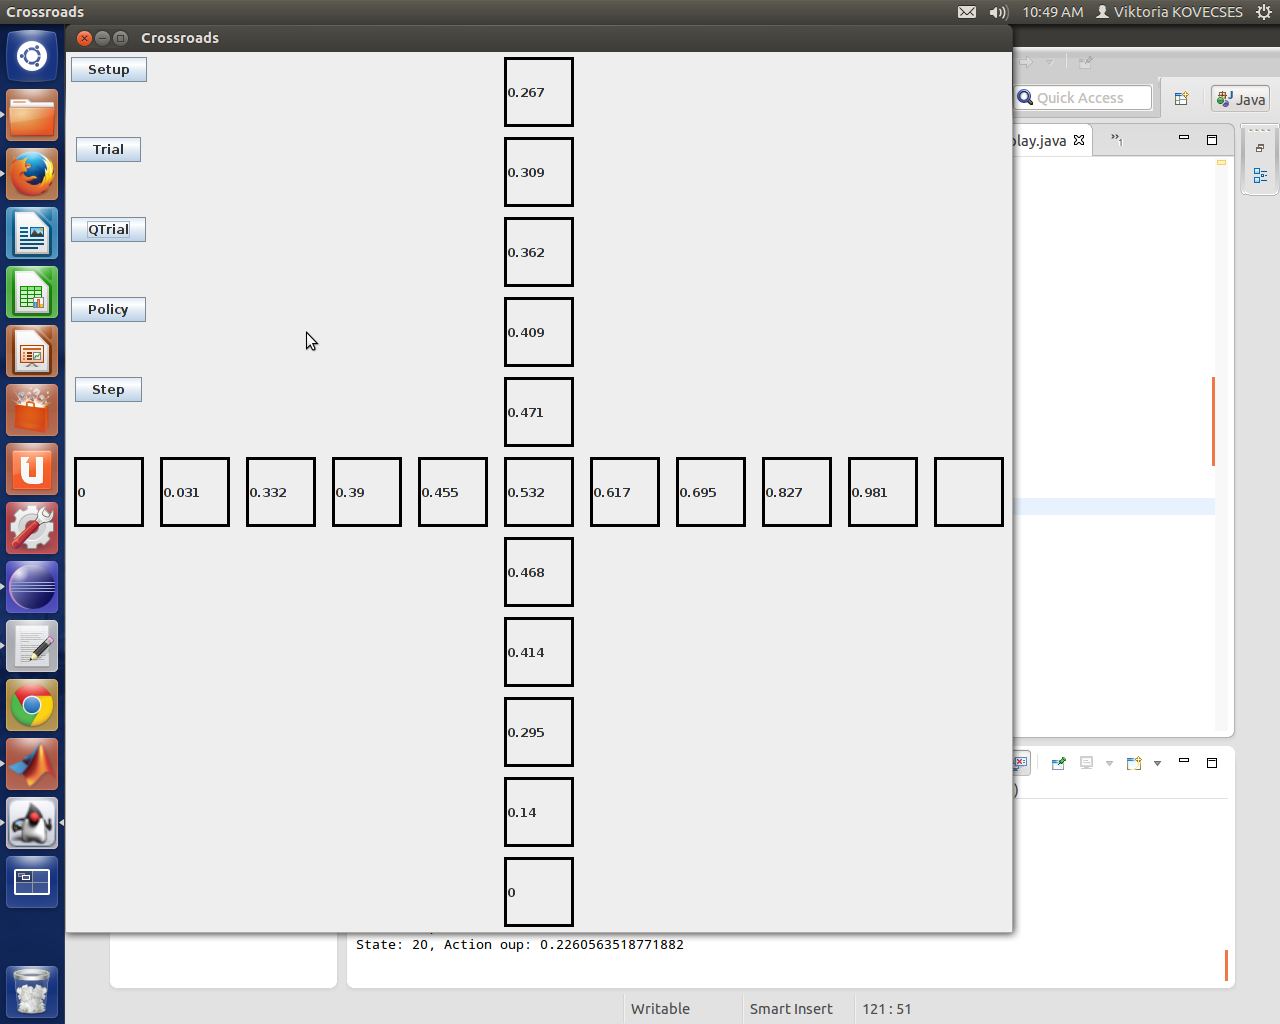 Crossroads
10:49 AM Viktoria KOVECSES
Crossroads
Setup
0.267
Quick Access
Java
Trial
0.309
play.java
1
QTrial
0.362
Policy
0.409
Step
0.471
0 0.031 0.332 0.39 0.455 0.532 0.617 0.695 0.827 0.981
0.468
0.414
0.295
0.14
)
0
State: 20, Action oup: 0.2260563518771882
Writable Smart Insert 121 : 51